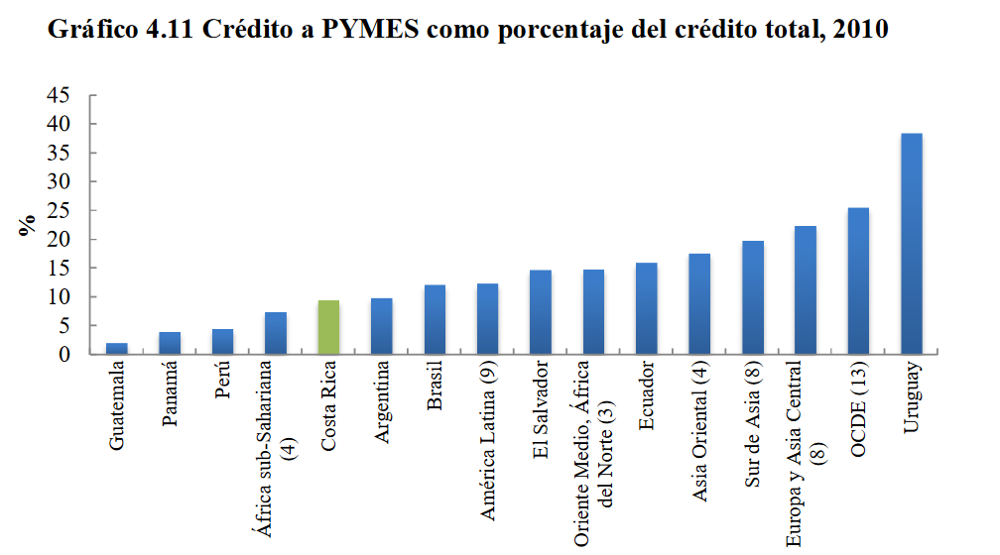 Gráfico 4.11 Crédito a PYMES como porcentaje del crédito total, 2010
45
40
35
30
25
20
15
10
5
0
%
Guatemala
Panamá
Perú
África sub-Sahariana
(4)
Costa Rica
Argentina
Brasil
América Latina (9)
El Salvador
Oriente Medio, África
del Norte (3)
Ecuador
Asia Oriental (4)
Sur de Asia (8)
Europa y Asia Central
(8)
OCDE (13)
Uruguay